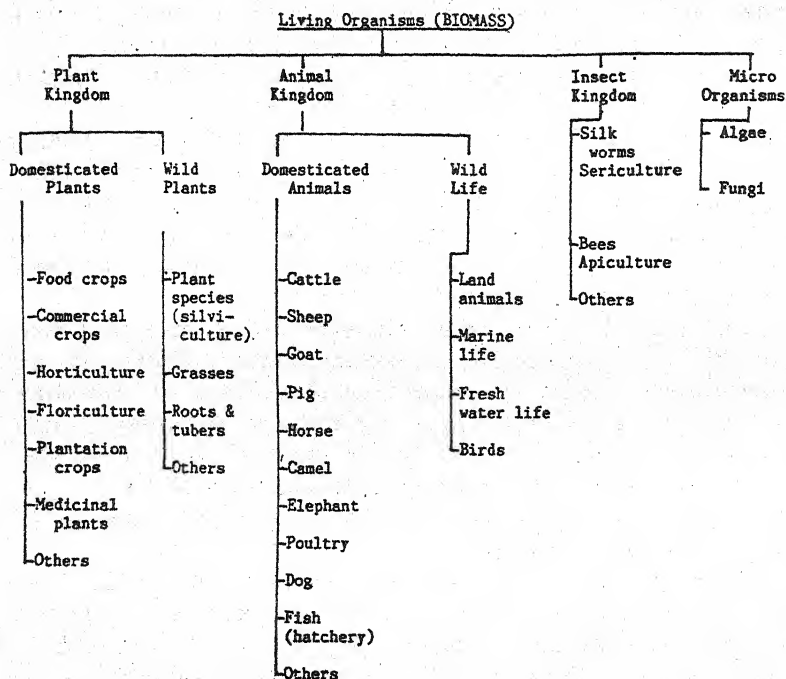 Living Organisms (BIOMASS)
Plant
Kingdom
Domesticated
Plants
-Food crops
-Commercial
crops
-Horticulture
-Floriculture
-Plantation
crops
-Medicinal
plants
-Others
Wild
Plants
-Plant
species
(silvi-
culture).
-Grasses
-Roots &
tubers
-Others
Animal
Kingdom
Domesticated
Animals
-Cattle
-Sheep
-Goat
-Pig
-Horse
-Camel
-Elephant
-Poultry
-Dog
-Fish
(hatchery)
-Others
Wild
Life
-Land
animals
-Marine
life
-Fresh
water life
-Birds
Insect
Kingdom
-Silk
worms
Sericulture
-Bees
Apiculture
-Others
Micro
Organisms
- Algae
- Fungi